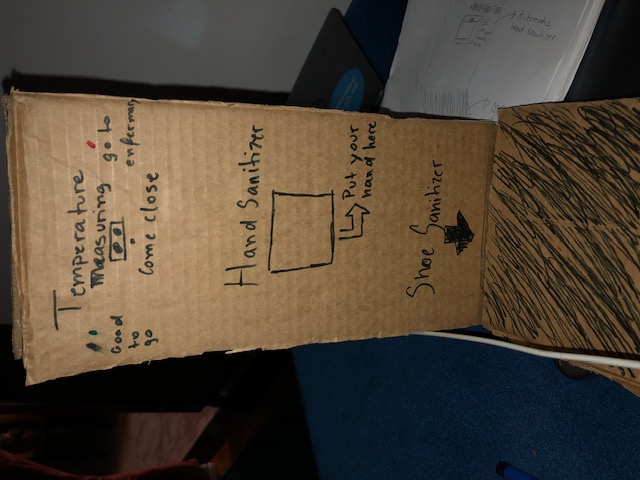 Temperature
measuring
Good
to
go
go to
enfermary
Come close
Hand Sanitizer
Put your
hand here
Shoe Sanitizer